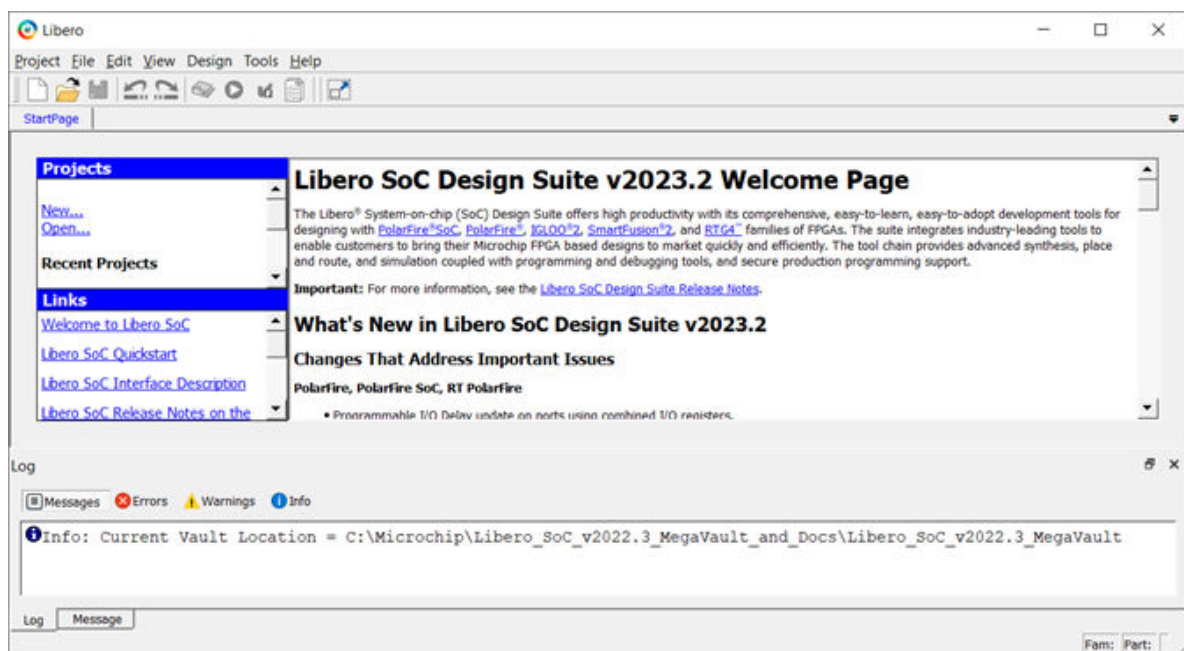 Libero
Project File Edit View Design Tools Help
StartPage
Projects
New...
Open...
Recent Projects
Links
Welcome to Libero SoC
Libero SoC Quickstart
Libero SoC Interface Description
Libero SoC Release Notes on the
Libero SoC Design Suite v2023.2 Welcome Page
The Libero® System-on-chip (SoC) Design Suite offers high productivity with its comprehensive, easy-to-learn, easy-to-adopt development tools for
designing with PolarFire®SoC, PolarFire®, IGLOO®2, SmartFusion®2, and RTG4™ families of FPGAs. The suite integrates industry-leading tools to
enable customers to bring their Microchip FPGA based designs to market quickly and efficiently. The tool chain provides advanced synthesis, place
and route, and simulation coupled with programming and debugging tools, and secure production programming support.
Important: For more information, see the Libero SoC Design Suite Release Notes.
What's New in Libero SoC Design Suite v2023.2
Changes That Address Important Issues
PolarFire, PolarFire SoC, RT PolarFire
• Programmable I/O Delay update on ports using combined I/O registers.
Log
Messages Errors Warnings Info
Info: Current Vault Location = C:\Microchip\Libero_SoC_v2022.3_MegaVault_and_Docs\Libero_SoC_v2022.3_MegaVault
Log Message
Fam: Part: